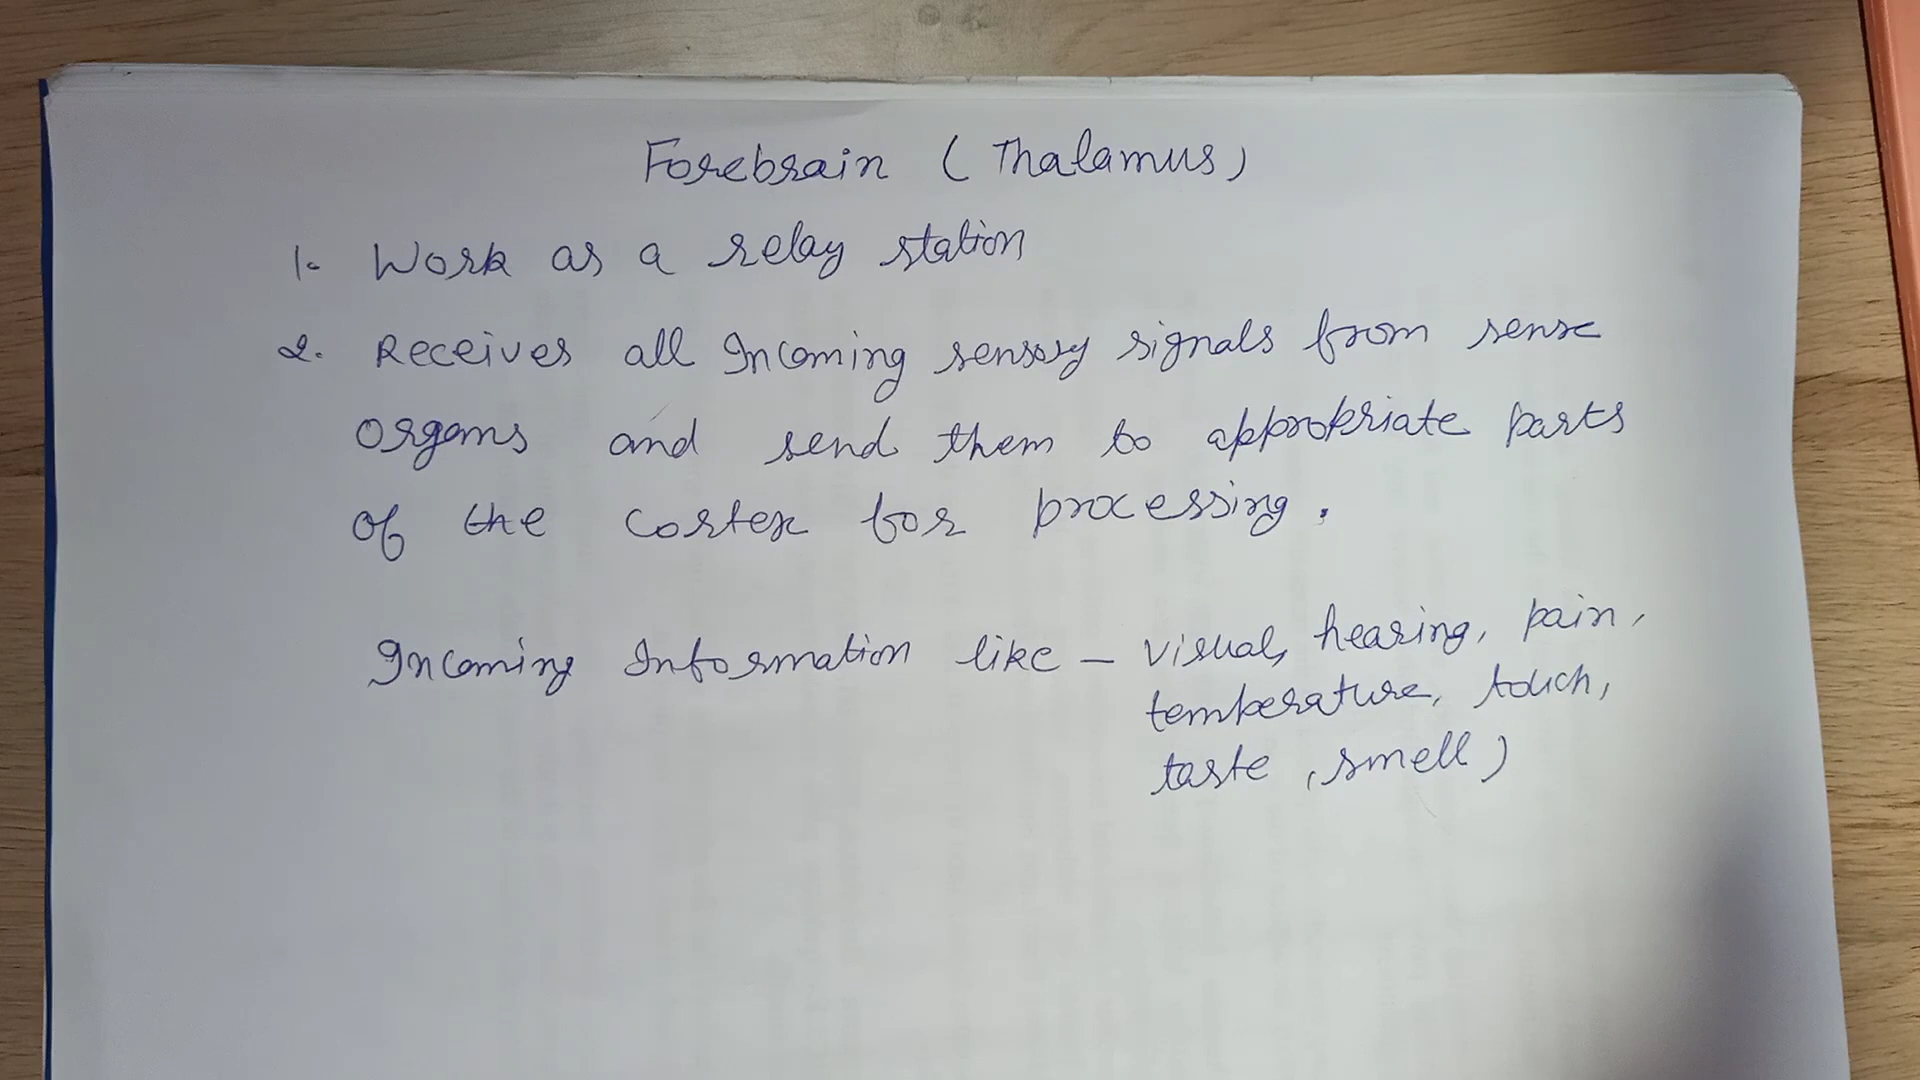 Forebrain (Thalamus)
1. Work as a relay station
2. Receives all Incoming sensory signals from sense
organs and send them to appropriate parts
of the cortex for processing.
Incoming Information like - Visual, hearing, pain,
temperature, touch,
taste, smell)